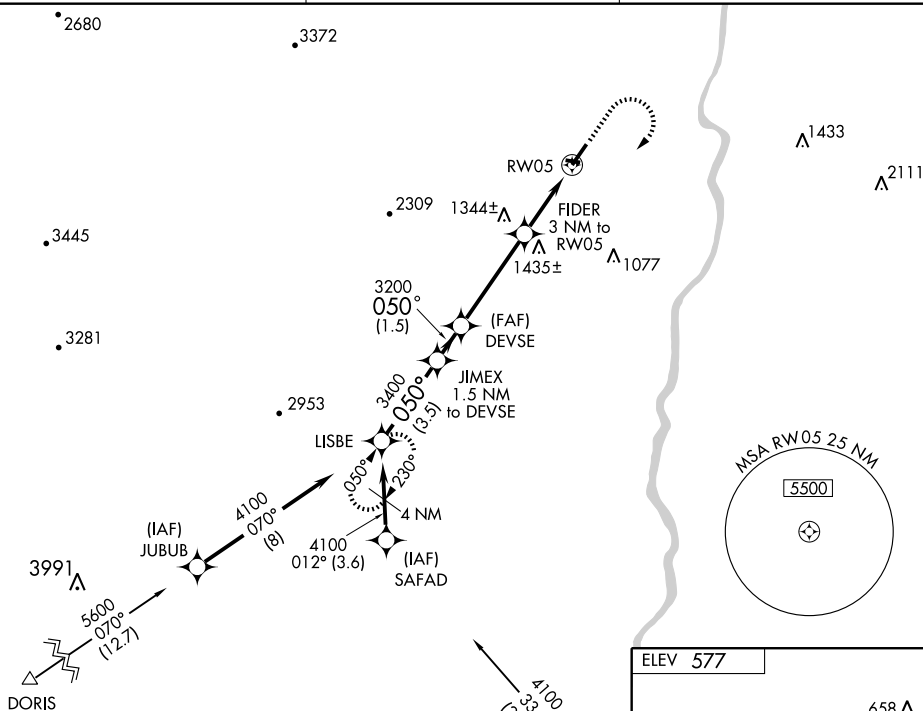 2680
3372
1433
2111
RW05
2309
1344±
FIDER
3 NM to
RW05
3445
1435±
1077
3200
050°
(1.5)
(FAF)
DEVSE
3281
JIMEX
1.5 NM
to DEVSE
3400
050°
(3.5)
2953
LISBE
050°
230°
MSA RW05 25 NM
5500
4 NM
4100
070°
(8)
(IAF)
JUBUB
4100
012° (3.6)
(IAF)
SAFAD
3991
5600
070°
(12.7)
DORIS
4100
ELEV 577
658